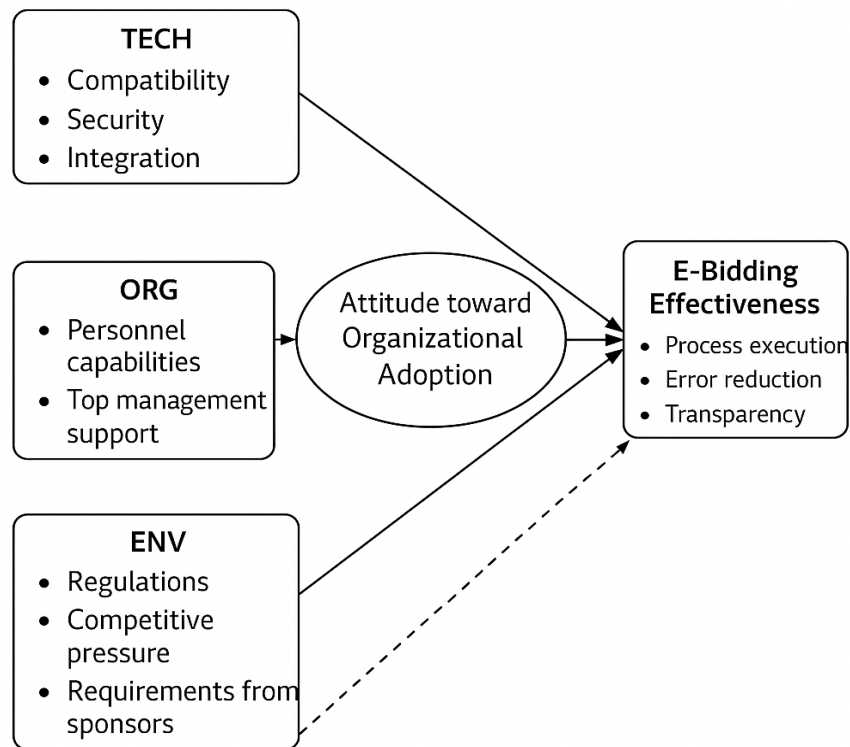 TECH
• Compatibility
• Security
• Integration
ORG
• Personnel
capabilities
• Top management
support
Attitude toward
Organizational
Adoption
E-Bidding
Effectiveness
• Process execution
• Error reduction
• Transparency
ENV
• Regulations
• Competitive
pressure
• Requirements from
sponsors